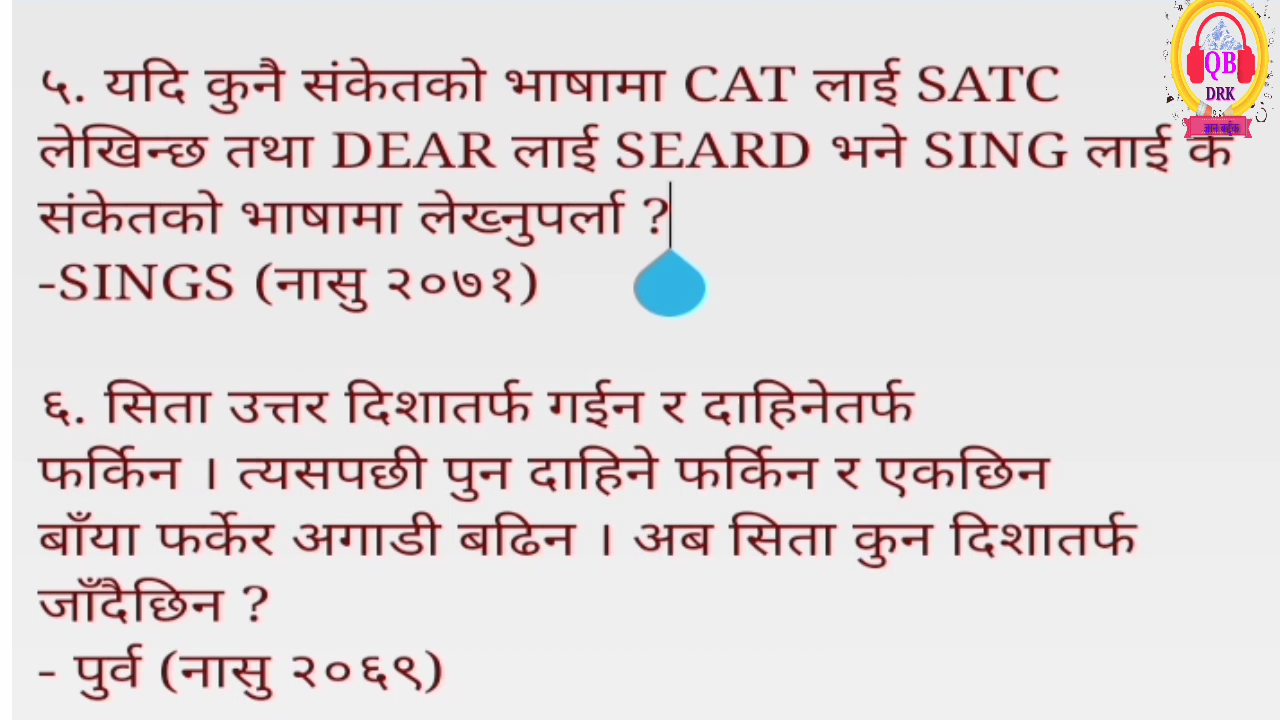 ५. यदि कुनै संकेतको भाषामा CAT लाई SATC
लेखिन्छ तथा DEAR लाई SEARD भने SING लाई के
संकेतको भाषामा लेख्नुपर्ला ?
-SINGS (नासु २०७१)
६. सिता उत्तर दिशातर्फ गईन र दाहिनेतर्फ
फर्किन । त्यसपछी पुन दाहिने फर्किन र एकछिन
बाँया फर्केर अगाडी बढिन । अब सिता कुन दिशातर्फ
जाँदैछिन ?
- पुर्व (नासु २०६९)
QB
DRK